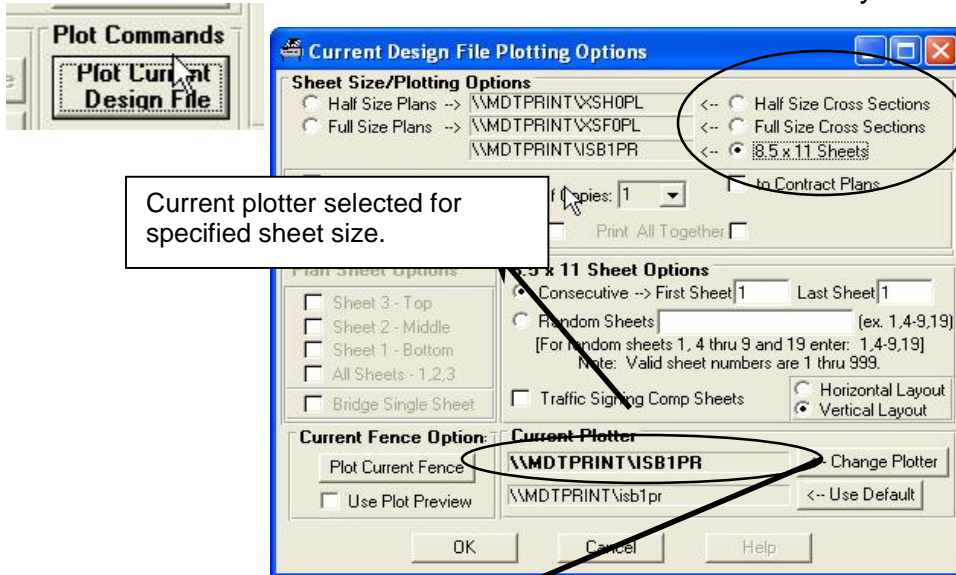 Plot Commands
Plot Current
Design File
Current Design File Plotting Options
Sheet Size/Plotting Options
Half Size Plans --> \\MDTPRINT\XSH0PL <-- Half Size Cross Sections
Full Size Plans --> \\MDTPRINT\XSF0PL <-- Full Size Cross Sections
\\MDTPRINT\ISB1PR <-- 8.5 x 11 Sheets
Current plotter selected for
specified sheet size.
Copies: 1 to Contract Plans
Print All Together
Plan Sheet Options
Sheet 3 - Top
Sheet 2 - Middle
Sheet 1 - Bottom
All Sheets - 1,2,3
Bridge Single Sheet
8.5 x 11 Sheet Options
Consecutive --> First Sheet 1 Last Sheet 1
Random Sheets (ex. 1,4-9,19)
[For random sheets 1, 4 thru 9 and 19 enter: 1,4-9,19]
Note: Valid sheet numbers are 1 thru 999.
Traffic Signing Comp Sheets
Horizontal Layout
Vertical Layout
Current Fence Option:
Plot Current Fence
Use Plot Preview
Current Plotter
\\MDTPRINT\ISB1PR <-- Change Plotter
\\MDTPRINT\isb1pr <-- Use Default
OK Cancel Help